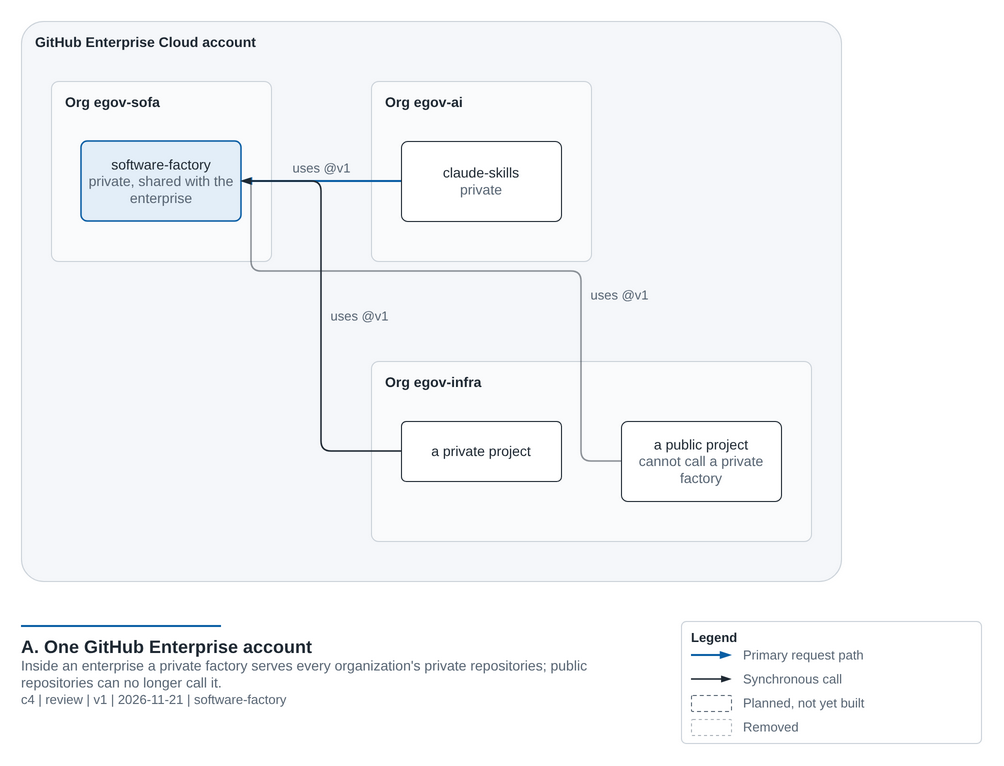 GitHub Enterprise Cloud account
Org egov-sofa
software-factory
private, shared with the
enterprise
uses @v1
Org egov-ai
claude-skills
private
uses @v1
uses @v1
Org egov-infra
a private project
a public project
cannot call a private
factory
A. One GitHub Enterprise account
Inside an enterprise a private factory serves every organization's private repositories; public
repositories can no longer call it.
c4 | review | v1 | 2026-11-21 | software-factory
Legend
Primary request path
Synchronous call
Planned, not yet built
Removed